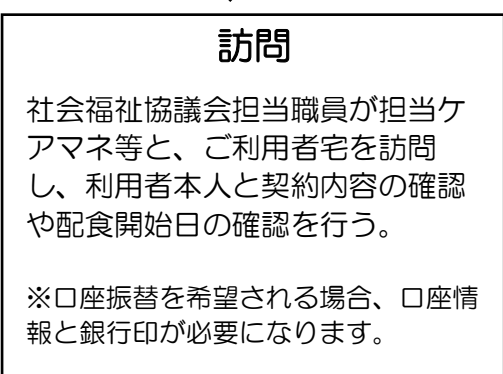 訪問
社会福祉協議会担当職員が担当ケ
アマネ等と、ご利用者宅を訪問
し、利用者本人と契約内容の確認
や配食開始日の確認を行う。
※口座振替を希望される場合、口座情
報と銀行印が必要になります。